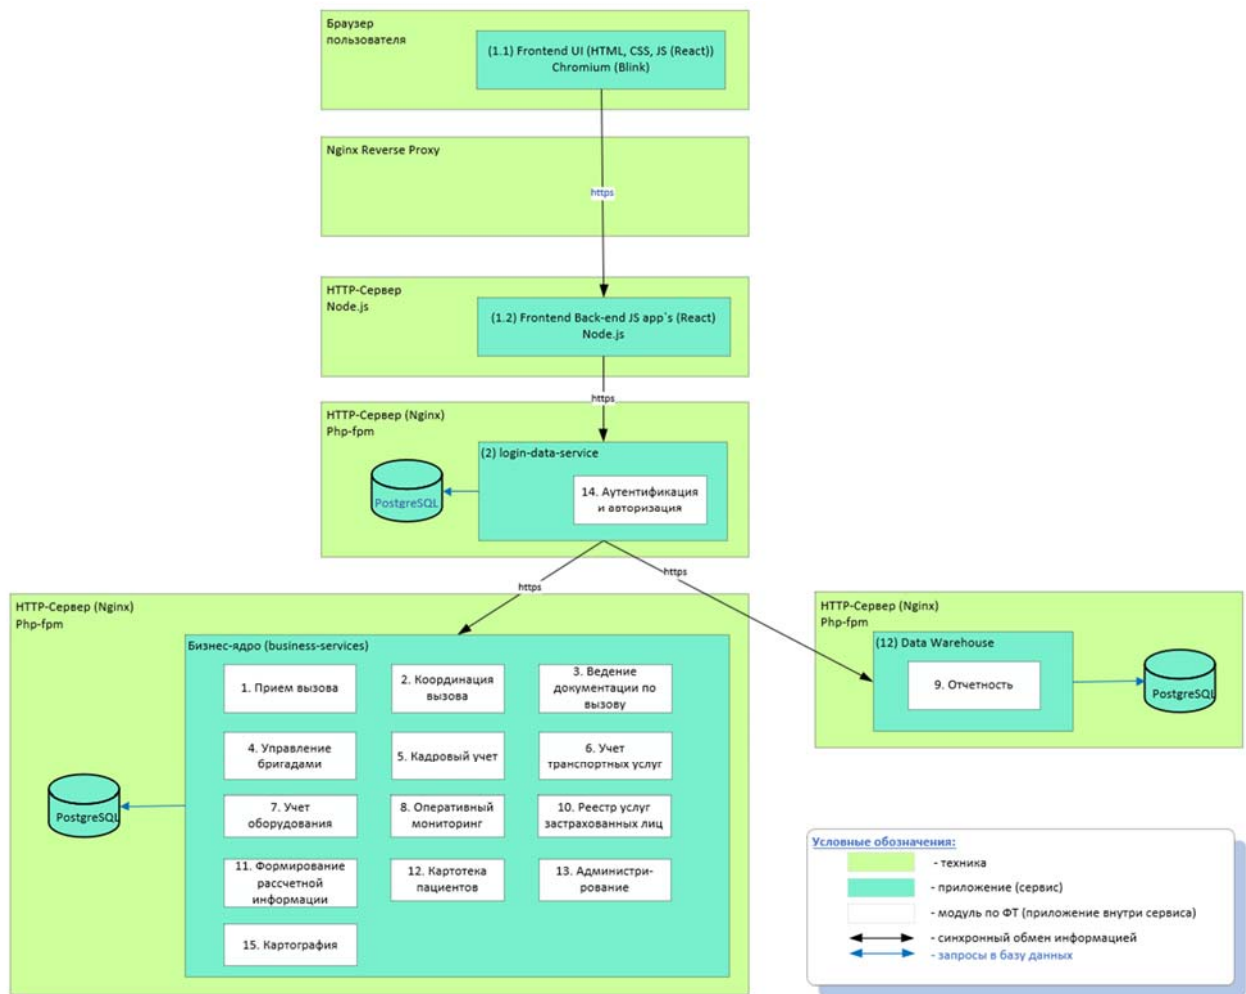 Браузер
пользователя
(1.1) Frontend UI (HTML, CSS, JS (React))
Chromium (Blink)
Nginx Reverse Proxy
https
HTTP-Сервер
Node.js
(1.2) Frontend Back-end JS app`s (React)
Node.js
https
HTTP-Сервер (Nginx)
Php-fpm
(2) login-data-service
PostgreSQL
14. Аутентификация
и авторизация
https
https
HTTP-Сервер (Nginx)
Php-fpm
Бизнес-ядро (business-services)
1. Прием вызова
2. Координация
вызова
3. Ведение
документации по
вызову
4. Управление
бригадами
5. Кадровый учет
6. Учет
транспортных услуг
PostgreSQL
7. Учет
оборудования
8. Оперативный
мониторинг
10. Реестр услуг
застрахованных лиц
11. Формирование
рассчетной
информации
12. Картотека
пациентов
13. Администри-
рование
15. Картография
HTTP-Сервер (Nginx)
Php-fpm
(12) Data Warehouse
9. Отчетность
PostgreSQL
Условные обозначения:
- техника
- приложение (сервис)
- модуль по ФТ (приложение внутри сервиса)
- синхронный обмен информацией
- запросы в базу данных